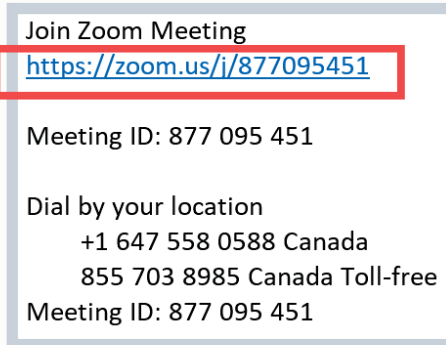 Join Zoom Meeting
https://zoom.us/j/877095451
Meeting ID: 877 095 451
Dial by your location
+1 647 558 0588 Canada
855 703 8985 Canada Toll-free
Meeting ID: 877 095 451